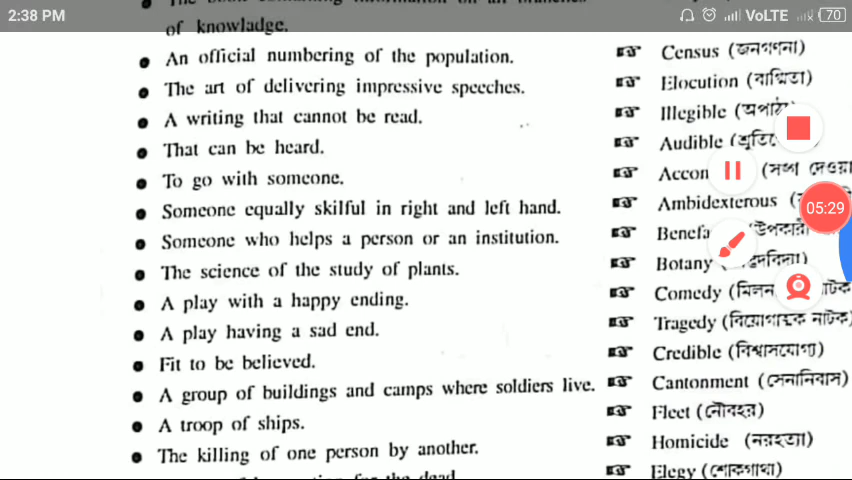 2:38 PM VoLTE 70
of knowladge.
An official numbering of the population. Census (জনগণনা)
The art of delivering impressive speeches. Elocution (বাগ্মিতা)
A writing that cannot be read. Illegible
That can be heard. Audible
To go with someone.
Someone equally skilful in right and left hand. Ambidexterous
05:29
Someone who helps a person or an institution.
The science of the study of plants. Botany
A play with a happy ending. Comedy
A play having a sad end. Tragedy (বিয়োগাত্মক নাটক)
Fit to be believed. Credible (বিশ্বাসযোগ্য)
A group of buildings and camps where soldiers live. Cantonment (সেনানিবাস)
A troop of ships. Fleet (নৌবহর)
The killing of one person by another. Homicide (নরহত্যা)
for the dead Elegy (শোকগাথা)